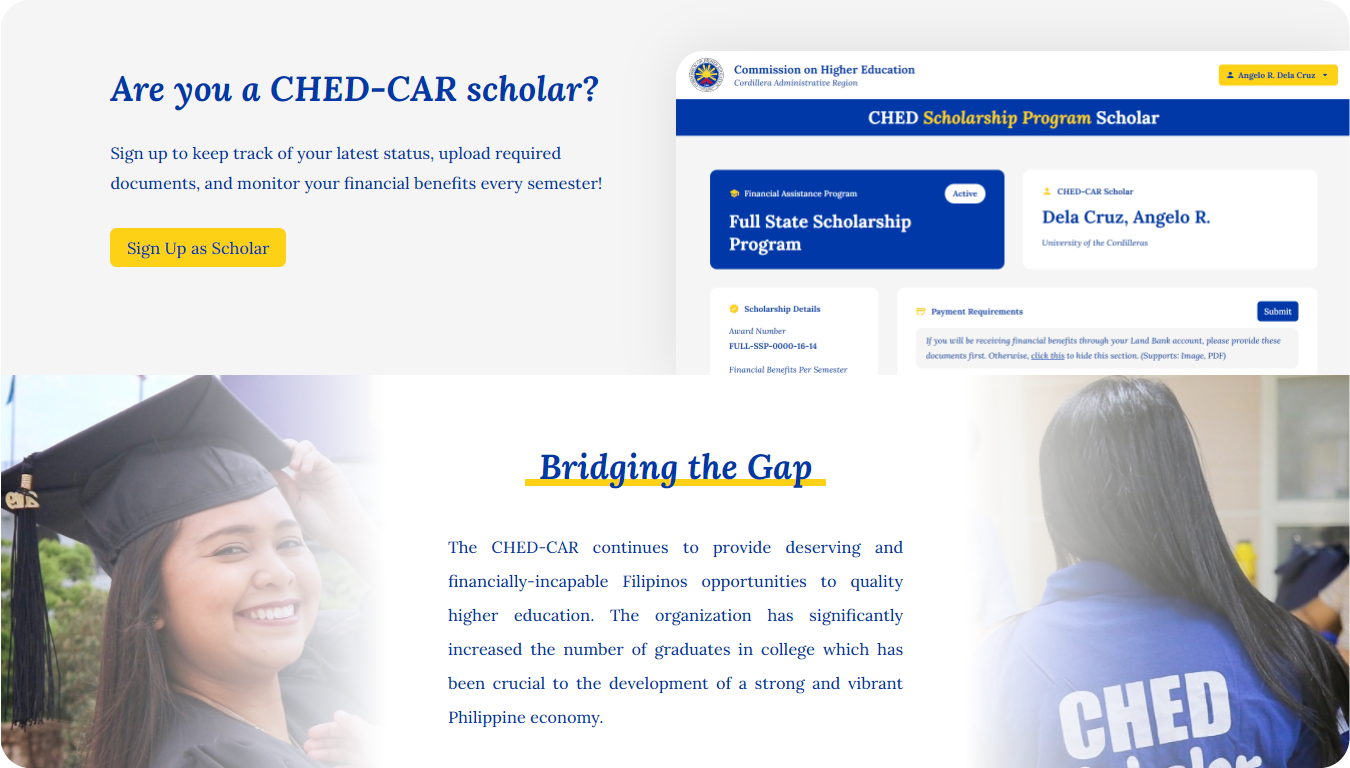 Are you a CHED-CAR scholar?
Sign up to keep track of your latest status, upload required
documents, and monitor your financial benefits every semester!
Sign Up as Scholar
Commission on Higher Education
Cordillera Administrative Region
Angelo R. Dela Cruz
CHED Scholarship Program Scholar
Financial Assistance Program
Active
Full State Scholarship
Program
CHED-CAR Scholar
Dela Cruz, Angelo R.
University of the Cordilleras
Scholarship Details
Award Number
FULL-SSP-0000-16-14
Financial Benefits Per Semester
Payment Requirements
Submit
If you will be receiving financial benefits through your Land Bank account, please provide these
documents first. Otherwise, click this to hide this section. (Supports: Image, PDF)
Bridging the Gap
The CHED-CAR continues to provide deserving and
financially-incapable Filipinos opportunities to quality
higher education. The organization has significantly
increased the number of graduates in college which has
been crucial to the development of a strong and vibrant
Philippine economy.
CHED
Scholar